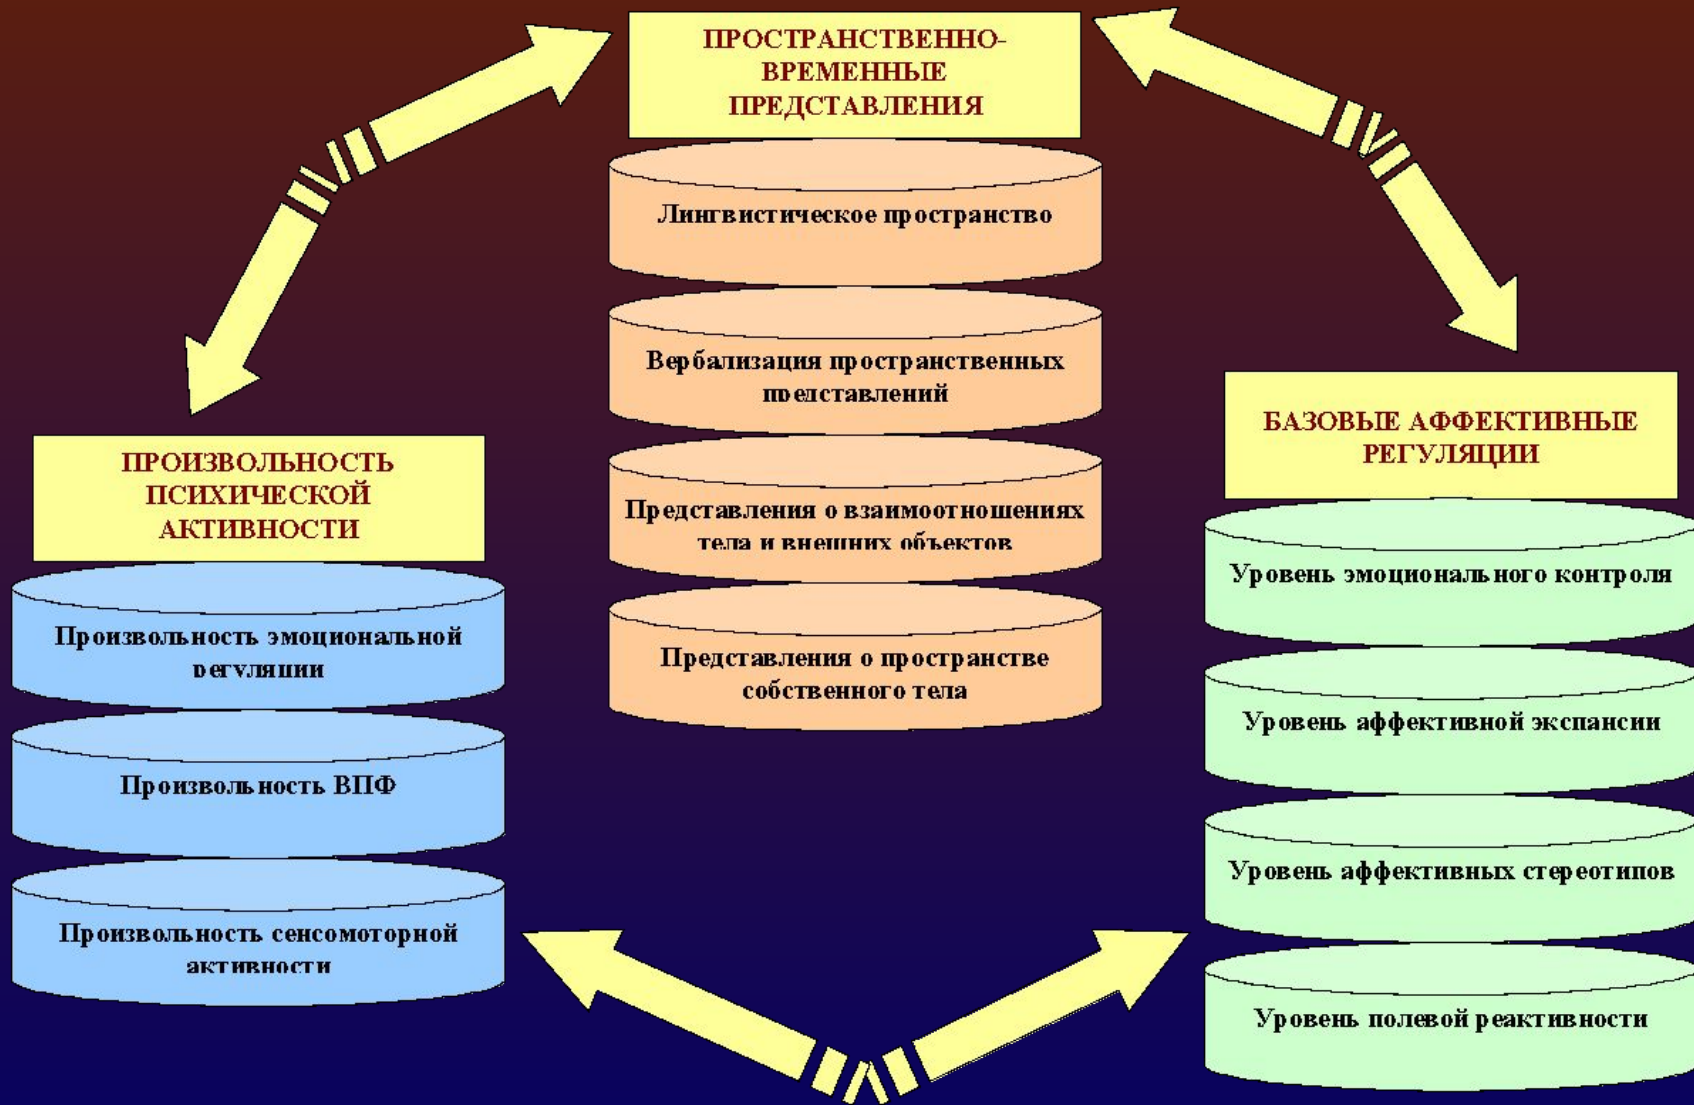 ПРОСТРАНСТВЕННО-
ВРЕМЕННЫЕ
ПРЕДСТАВЛЕНИЯ
Лингвистическое пространство
Вербализация пространственных
представлений
Представления о взаимоотношениях
тела и внешних объектов
Представления о пространстве
собственного тела
ПРОИЗВОЛЬНОСТЬ
ПСИХИЧЕСКОЙ
АКТИВНОСТИ
Произвольность эмоциональной
регуляции
Произвольность ВПФ
Произвольность сенсомоторной
активности
БАЗОВЫЕ АФФЕКТИВНЫЕ
РЕГУЛЯЦИИ
Уровень эмоционального контроля
Уровень аффективной экспансии
Уровень аффективных стереотипов
Уровень полевой реактивности